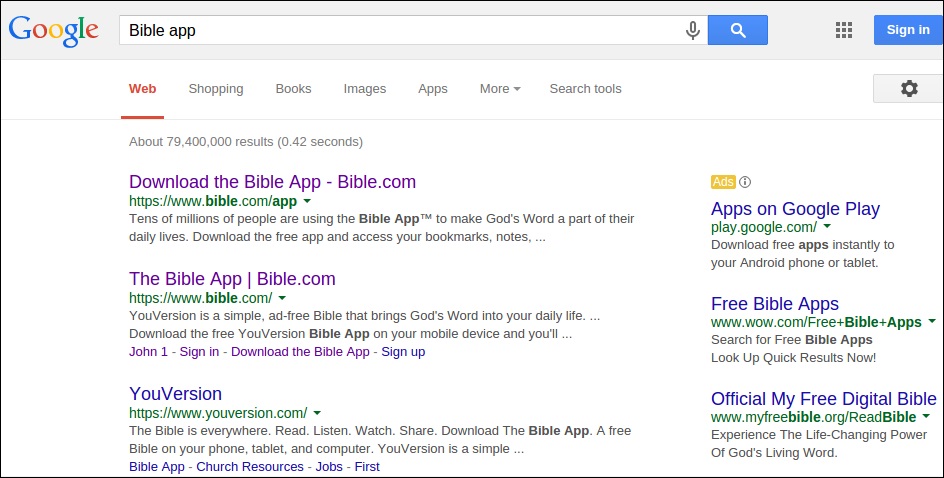 Google
Bible app
Sign in
Web Shopping Books Images Apps More Search tools
About 79,400,000 results (0.42 seconds)
Download the Bible App - Bible.com
https://www.bible.com/app
Tens of millions of people are using the Bible App™ to make God's Word a part of their
daily lives. Download the free app and access your bookmarks, notes, ...
The Bible App | Bible.com
https://www.bible.com/
YouVersion is a simple, ad-free Bible that brings God's Word into your daily life. ...
Download the free YouVersion Bible App on your mobile device and you'll ...
John 1 - Sign in - Download the Bible App - Sign up
YouVersion
https://www.youversion.com/
The Bible is everywhere. Read. Listen. Watch. Share. Download The Bible App. A free
Bible on your phone, tablet, and computer. YouVersion is a simple ...
Bible App - Church Resources - Jobs - First
Ads
Apps on Google Play
play.google.com/
Download free apps instantly to
your Android phone or tablet.
Free Bible Apps
www.wow.com/Free+Bible+Apps
Search for Free Bible Apps
Look Up Quick Results Now!
Official My Free Digital Bible
www.myfreebible.org/ReadBible
Experience The Life-Changing Power
Of God's Living Word.